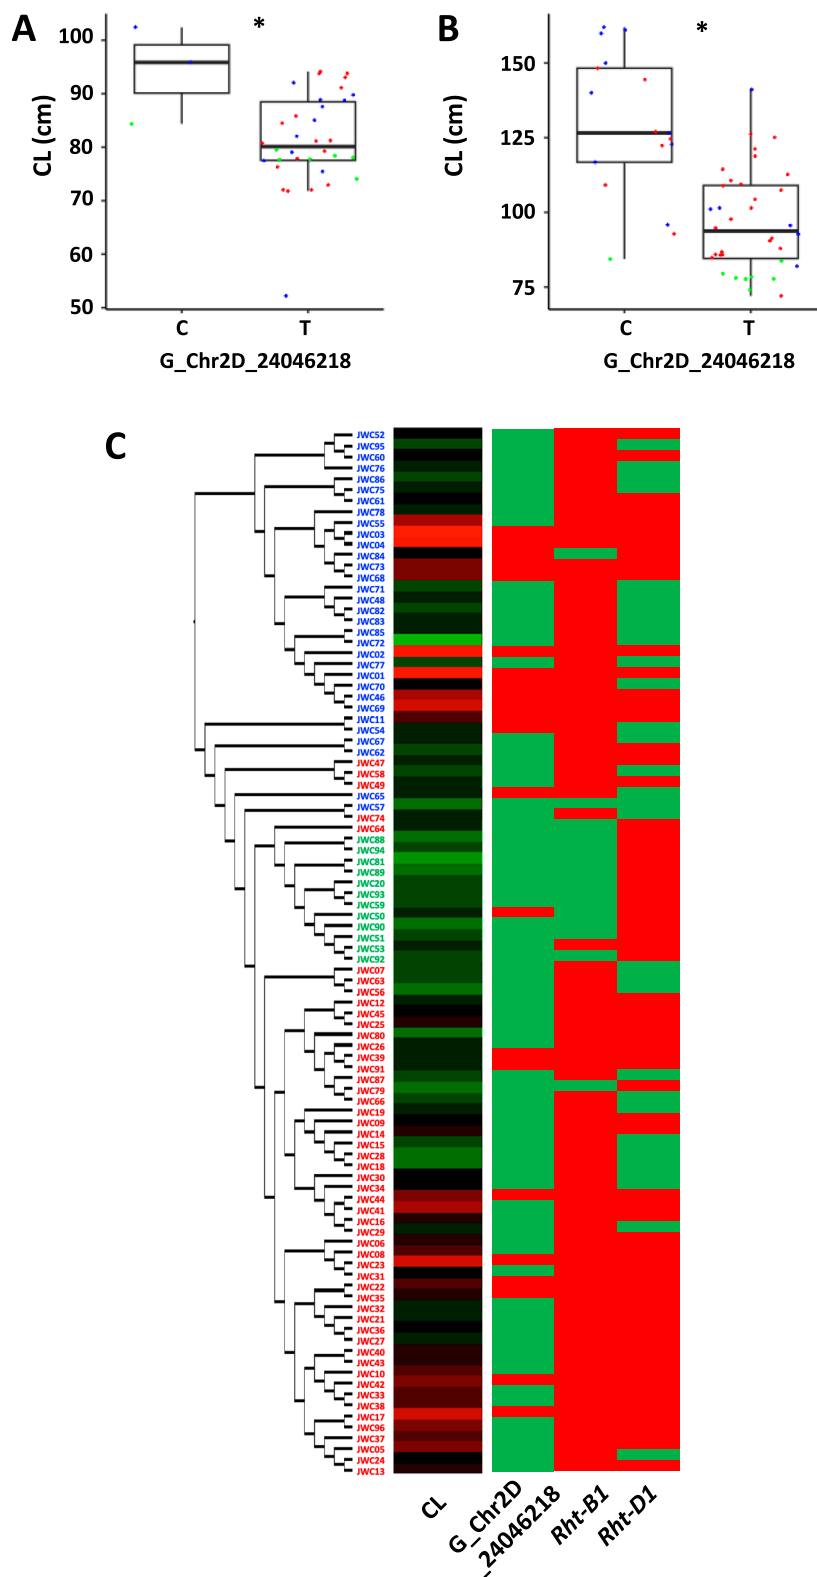 A
B
*
*
100
90
80
70
60
50
CL (cm)
C
T
G_Chr2D_24046218
150
125
100
75
CL (cm)
C
T
G_Chr2D_24046218
C
JWC52
JWC95
JWC60
JWC76
JWC86
JWC75
JWC61
JWC78
JWC55
JWC03
JWC04
JWC84
JWC73
JWC68
JWC71
JWC48
JWC82
JWC83
JWC85
JWC72
JWC02
JWC77
JWC01
JWC70
JWC46
JWC69
JWC11
JWC54
JWC67
JWC62
JWC47
JWC58
JWC49
JWC65
JWC57
JWC74
JWC64
JWC88
JWC94
JWC81
JWC89
JWC20
JWC93
JWC59
JWC50
JWC90
JWC51
JWC53
JWC92
JWC07
JWC63
JWC56
JWC12
JWC45
JWC25
JWC80
JWC26
JWC39
JWC91
JWC87
JWC79
JWC66
JWC19
JWC09
JWC14
JWC15
JWC28
JWC18
JWC30
JWC34
JWC44
JWC41
JWC16
JWC29
JWC06
JWC08
JWC23
JWC31
JWC22
JWC35
JWC32
JWC21
JWC36
JWC27
JWC40
JWC43
JWC10
JWC42
JWC33
JWC38
JWC17
JWC96
JWC37
JWC05
JWC24
JWC13
CL
G_Chr2D
_24046218
Rht-B1
Rht-D1